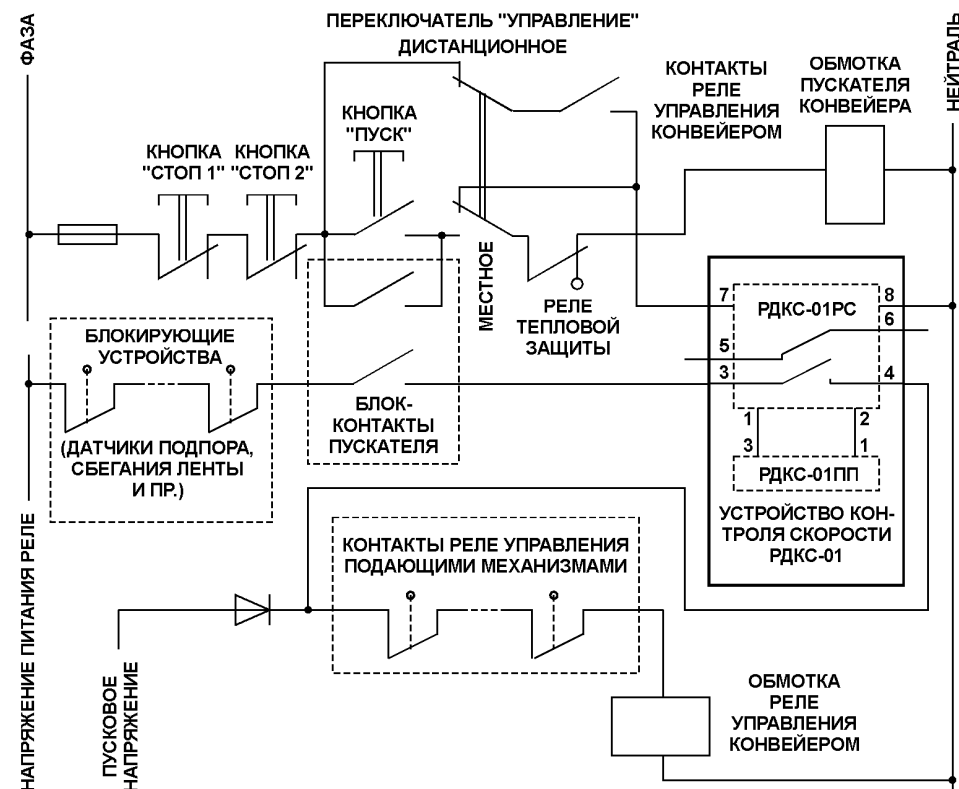 ПЕРЕКЛЮЧАТЕЛЬ "УПРАВЛЕНИЕ"
ДИСТАНЦИОННОЕ
ФАЗА
НЕЙТРАЛЬ
КОНТАКТЫ
РЕЛЕ
УПРАВЛЕНИЯ
КОНВЕЙЕРОМ
ОБМОТКА
ПУСКАТЕЛЯ
КОНВЕЙЕРА
КНОПКА
"ПУСК"
КНОПКА
"СТОП 1"
КНОПКА
"СТОП 2"
МЕСТНОЕ
РЕЛЕ
ТЕПЛОВОЙ
ЗАЩИТЫ
7
РДКС-01РС
8
6
5
3
4
1
2
3
1
РДКС-01ПП
УСТРОЙСТВО КОН-
ТРОЛЯ СКОРОСТИ
РДКС-01
БЛОКИРУЮЩИЕ
УСТРОЙСТВА
(ДАТЧИКИ ПОДПОРА,
СБЕГАНИЯ ЛЕНТЫ
И ПР.)
БЛОК-
КОНТАКТЫ
ПУСКАТЕЛЯ
НАПРЯЖЕНИЕ ПИТАНИЯ РЕЛЕ
КОНТАКТЫ РЕЛЕ УПРАВЛЕНИЯ
ПОДАЮЩИМИ МЕХАНИЗМАМИ
ПУСКОВОЕ
НАПРЯЖЕНИЕ
ОБМОТКА
РЕЛЕ
УПРАВЛЕНИЯ
КОНВЕЙЕРОМ